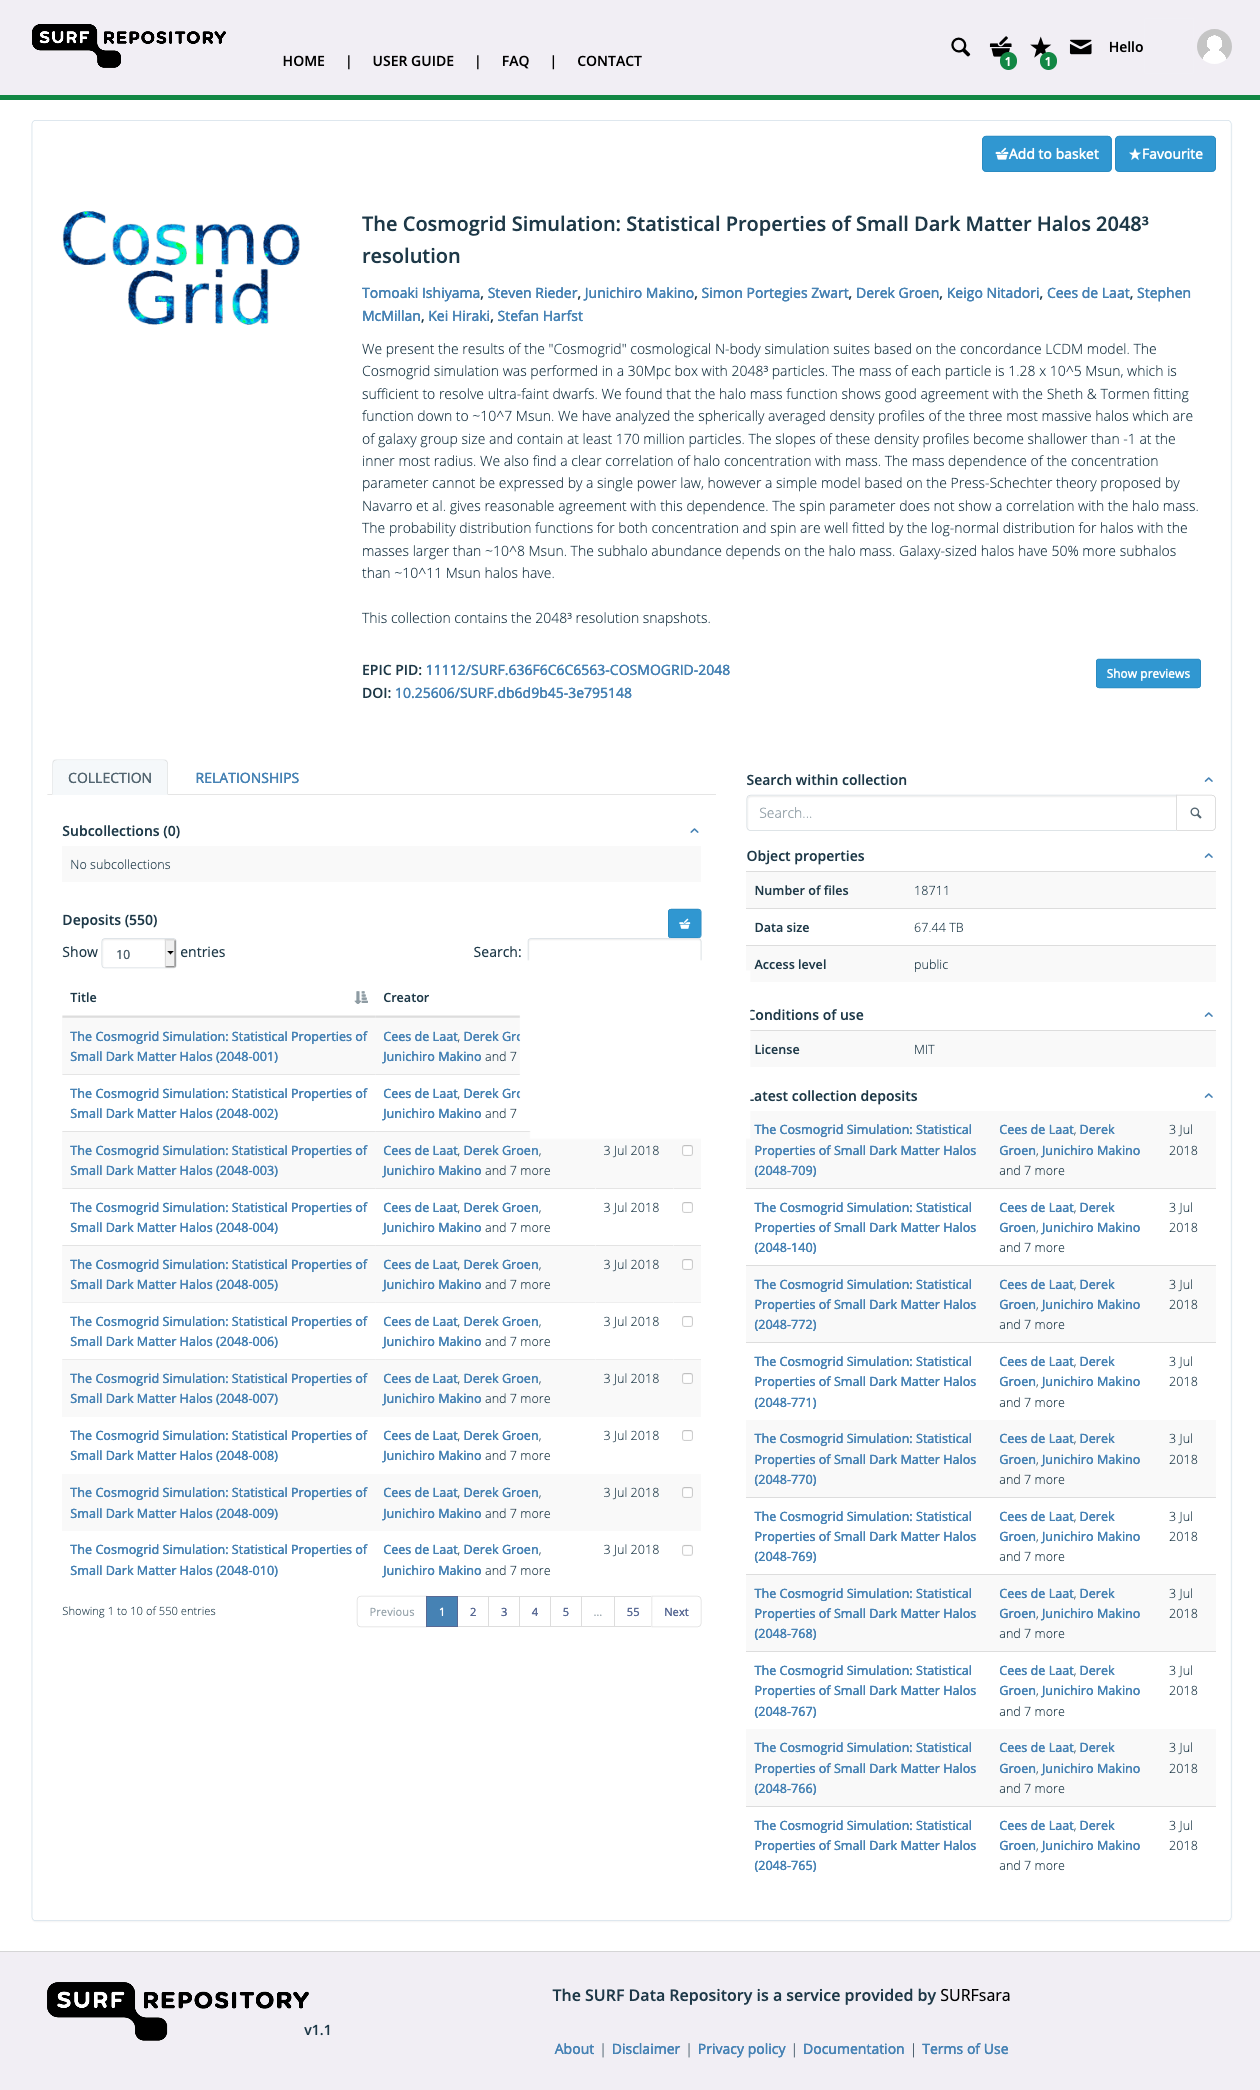 SURF REPOSITORY
HOME | USER GUIDE | FAQ | CONTACT
1 1 Hello
Add to basket Favourite
Cosmo
Grid
The Cosmogrid Simulation: Statistical Properties of Small Dark Matter Halos 2048³
resolution
Tomoaki Ishiyama, Steven Rieder, Junichiro Makino, Simon Portegies Zwart, Derek Groen, Keigo Nitadori, Cees de Laat, Stephen
McMillan, Kei Hiraki, Stefan Harfst
We present the results of the "Cosmogrid" cosmological N-body simulation suites based on the concordance LCDM model. The
Cosmogrid simulation was performed in a 30Mpc box with 2048³ particles. The mass of each particle is 1.28 x 10^5 Msun, which is
sufficient to resolve ultra-faint dwarfs. We found that the halo mass function shows good agreement with the Sheth & Tormen fitting
function down to ~10^7 Msun. We have analyzed the spherically averaged density profiles of the three most massive halos which are
of galaxy group size and contain at least 170 million particles. The slopes of these density profiles become shallower than -1 at the
inner most radius. We also find a clear correlation of halo concentration with mass. The mass dependence of the concentration
parameter cannot be expressed by a single power law, however a simple model based on the Press-Schechter theory proposed by
Navarro et al. gives reasonable agreement with this dependence. The spin parameter does not show a correlation with the halo mass.
The probability distribution functions for both concentration and spin are well fitted by the log-normal distribution for halos with the
masses larger than ~10^8 Msun. The subhalo abundance depends on the halo mass. Galaxy-sized halos have 50% more subhalos
than ~10^11 Msun halos have.
This collection contains the 2048³ resolution snapshots.
EPIC PID: 11112/SURF.636F6C6C6563-COSMOGRID-2048
DOI: 10.25606/SURF.db6d9b45-3e795148
Show previews
COLLECTION RELATIONSHIPS
Subcollections (0)
No subcollections
Deposits (550)
Show 10 entries Search:
Title Creator
The Cosmogrid Simulation: Statistical Properties of Cees de Laat, Derek
Small Dark Matter Halos (2048-001) Junichiro Makino and 7
The Cosmogrid Simulation: Statistical Properties of Cees de Laat, Derek
Small Dark Matter Halos (2048-002) Junichiro Makino and 7
The Cosmogrid Simulation: Statistical Properties of Cees de Laat, Derek Groen, 3 Jul 2018
Small Dark Matter Halos (2048-003) Junichiro Makino and 7 more
The Cosmogrid Simulation: Statistical Properties of Cees de Laat, Derek Groen, 3 Jul 2018
Small Dark Matter Halos (2048-004) Junichiro Makino and 7 more
The Cosmogrid Simulation: Statistical Properties of Cees de Laat, Derek Groen, 3 Jul 2018
Small Dark Matter Halos (2048-005) Junichiro Makino and 7 more
The Cosmogrid Simulation: Statistical Properties of Cees de Laat, Derek Groen, 3 Jul 2018
Small Dark Matter Halos (2048-006) Junichiro Makino and 7 more
The Cosmogrid Simulation: Statistical Properties of Cees de Laat, Derek Groen, 3 Jul 2018
Small Dark Matter Halos (2048-007) Junichiro Makino and 7 more
The Cosmogrid Simulation: Statistical Properties of Cees de Laat, Derek Groen, 3 Jul 2018
Small Dark Matter Halos (2048-008) Junichiro Makino and 7 more
The Cosmogrid Simulation: Statistical Properties of Cees de Laat, Derek Groen, 3 Jul 2018
Small Dark Matter Halos (2048-009) Junichiro Makino and 7 more
The Cosmogrid Simulation: Statistical Properties of Cees de Laat, Derek Groen, 3 Jul 2018
Small Dark Matter Halos (2048-010) Junichiro Makino and 7 more
Showing 1 to 10 of 550 entries Previous 1 2 3 4 5 ... 55 Next
Search within collection
Search...
Object properties
Number of files 18711
Data size 67.44 TB
Access level public
Conditions of use
License MIT
Latest collection deposits
The Cosmogrid Simulation: Statistical Cees de Laat, Derek 3 Jul
Properties of Small Dark Matter Halos Groen, Junichiro Makino 2018
(2048-709) and 7 more
The Cosmogrid Simulation: Statistical Cees de Laat, Derek 3 Jul
Properties of Small Dark Matter Halos Groen, Junichiro Makino 2018
(2048-140) and 7 more
The Cosmogrid Simulation: Statistical Cees de Laat, Derek 3 Jul
Properties of Small Dark Matter Halos Groen, Junichiro Makino 2018
(2048-772) and 7 more
The Cosmogrid Simulation: Statistical Cees de Laat, Derek 3 Jul
Properties of Small Dark Matter Halos Groen, Junichiro Makino 2018
(2048-771) and 7 more
The Cosmogrid Simulation: Statistical Cees de Laat, Derek 3 Jul
Properties of Small Dark Matter Halos Groen, Junichiro Makino 2018
(2048-770) and 7 more
The Cosmogrid Simulation: Statistical Cees de Laat, Derek 3 Jul
Properties of Small Dark Matter Halos Groen, Junichiro Makino 2018
(2048-769) and 7 more
The Cosmogrid Simulation: Statistical Cees de Laat, Derek 3 Jul
Properties of Small Dark Matter Halos Groen, Junichiro Makino 2018
(2048-768) and 7 more
The Cosmogrid Simulation: Statistical Cees de Laat, Derek 3 Jul
Properties of Small Dark Matter Halos Groen, Junichiro Makino 2018
(2048-767) and 7 more
The Cosmogrid Simulation: Statistical Cees de Laat, Derek 3 Jul
Properties of Small Dark Matter Halos Groen, Junichiro Makino 2018
(2048-766) and 7 more
The Cosmogrid Simulation: Statistical Cees de Laat, Derek 3 Jul
Properties of Small Dark Matter Halos Groen, Junichiro Makino 2018
(2048-765) and 7 more
SURF REPOSITORY
v1.1
The SURF Data Repository is a service provided by SURFsara
About | Disclaimer | Privacy policy | Documentation | Terms of Use